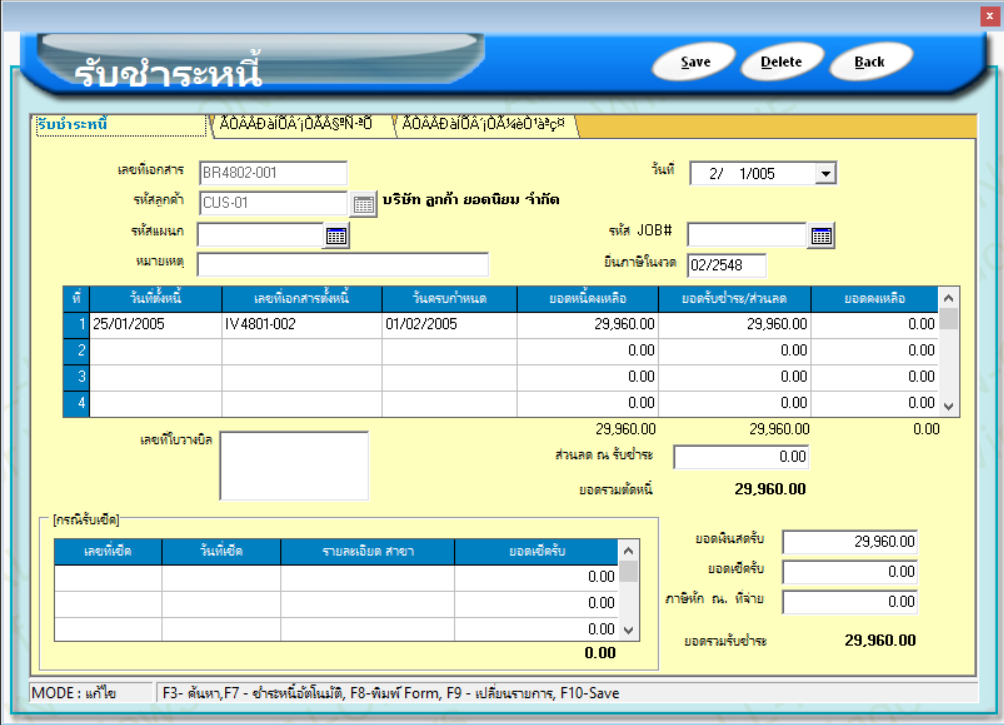 x
รับชำระหนี้
Save Delete Back
รับชำระหนี้ ÃÒÂÅÐàÍÕÂ´¡ÒÃÃÑºªÓÃÐ
เลขที่เอกสาร BR4802-001 วันที่ 2/ 1/005
รหัสลูกค้า CUS-01 บริษัท ลูกค้า ยอดนิยม จำกัด
รหัสแผนก รหัส JOB#
หมายเหตุ ยื่นภาษีในงวด 02/2548
ที่ วันที่ตั้งหนี้ เลขที่เอกสารตั้งหนี้ วันครบกำหนด ยอดหนี้คงเหลือ ยอดรับชำระ/ส่วนลด ยอดคงเหลือ
1 25/01/2005 IV4801-002 01/02/2005 29,960.00 29,960.00 0.00
2 0.00 0.00 0.00
3 0.00 0.00 0.00
4 0.00 0.00 0.00
29,960.00 29,960.00 0.00
เลขที่ใบวางบิล ส่วนลด ณ รับชำระ 0.00
ยอดรวมตัดหนี้ 29,960.00
[กรณีรับเช็ค]
เลขที่เช็ค วันที่เช็ค รายละเอียด สาขา ยอดเช็ครับ
0.00
0.00
0.00
0.00
ยอดเงินสดรับ 29,960.00
ยอดเช็ครับ 0.00
ภาษีหัก ณ. ที่จ่าย 0.00
ยอดรวมรับชำระ 29,960.00
MODE : แก้ไข F3- ค้นหา,F7 - ชำระหนี้อัตโนมัติ, F8-พิมพ์ Form, F9 - เปลี่ยนรายการ, F10-Save